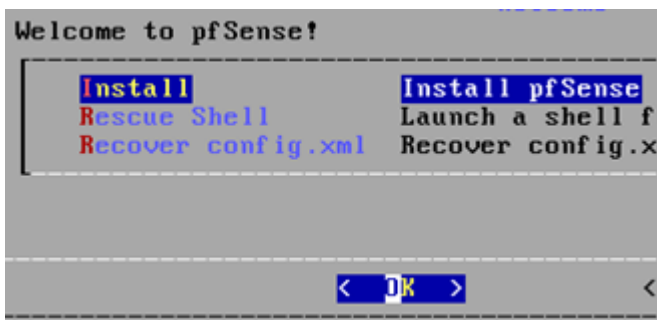 Welcome to pfSense!
Install Install pfSense
Rescue Shell Launch a shell f
Recover config.xml Recover config.x
< OK > <